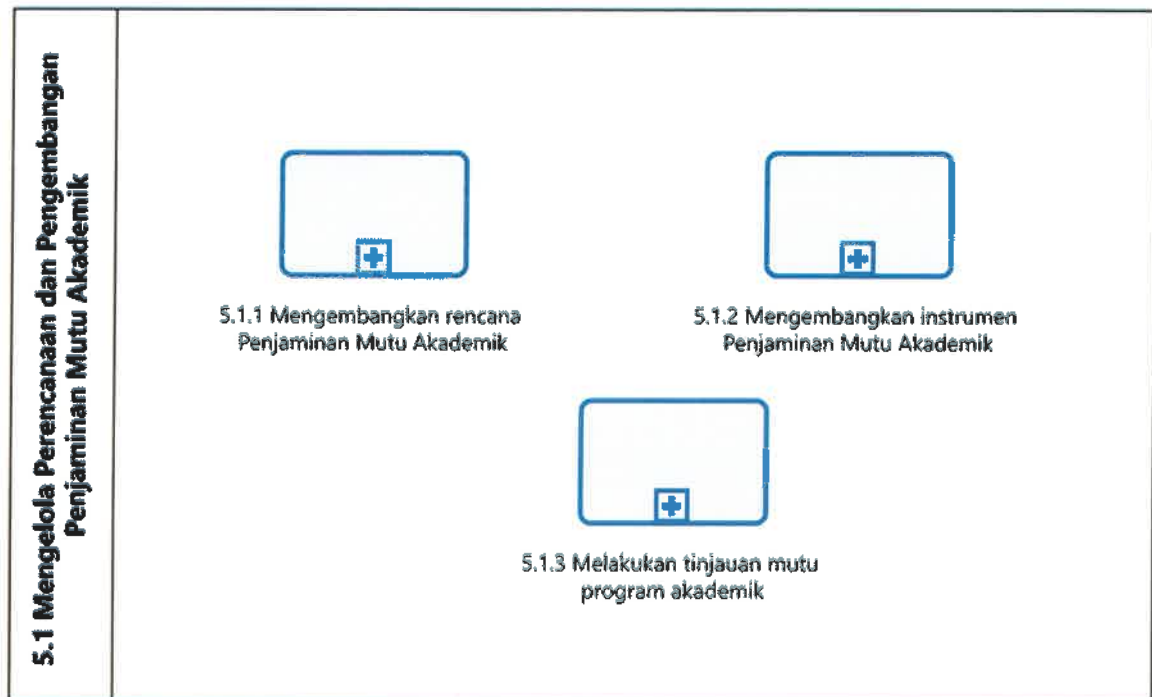 5.1 Mengelola Perencanaan dan Pengembangan
Penjaminan Mutu Akademik
5.1.1 Mengembangkan rencana
Penjaminan Mutu Akademik
5.1.2 Mengembangkan instrumen
Penjaminan Mutu Akademik
5.1.3 Melakukan tinjauan mutu
program akademik